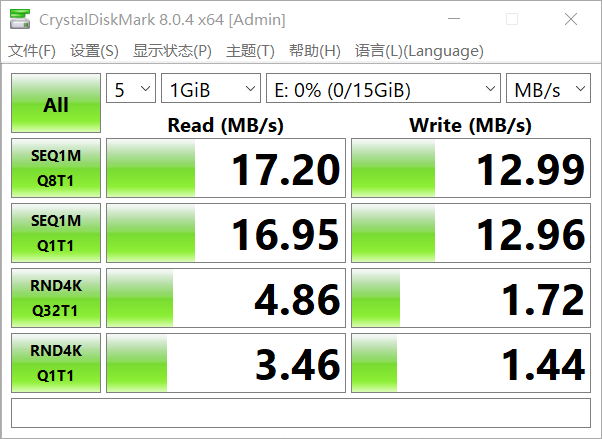 CrystalDiskMark 8.0.4 x64 [Admin]
文件(F) 设置(S) 显示状态(P) 主题(T) 帮助(H) 语言(L)(Language)
All 5 1GiB E: 0% (0/15GiB) MB/s
Read (MB/s) Write (MB/s)
SEQ1M
Q8T1
17.20 12.99
SEQ1M
Q1T1
16.95 12.96
RND4K
Q32T1
4.86 1.72
RND4K
Q1T1
3.46 1.44